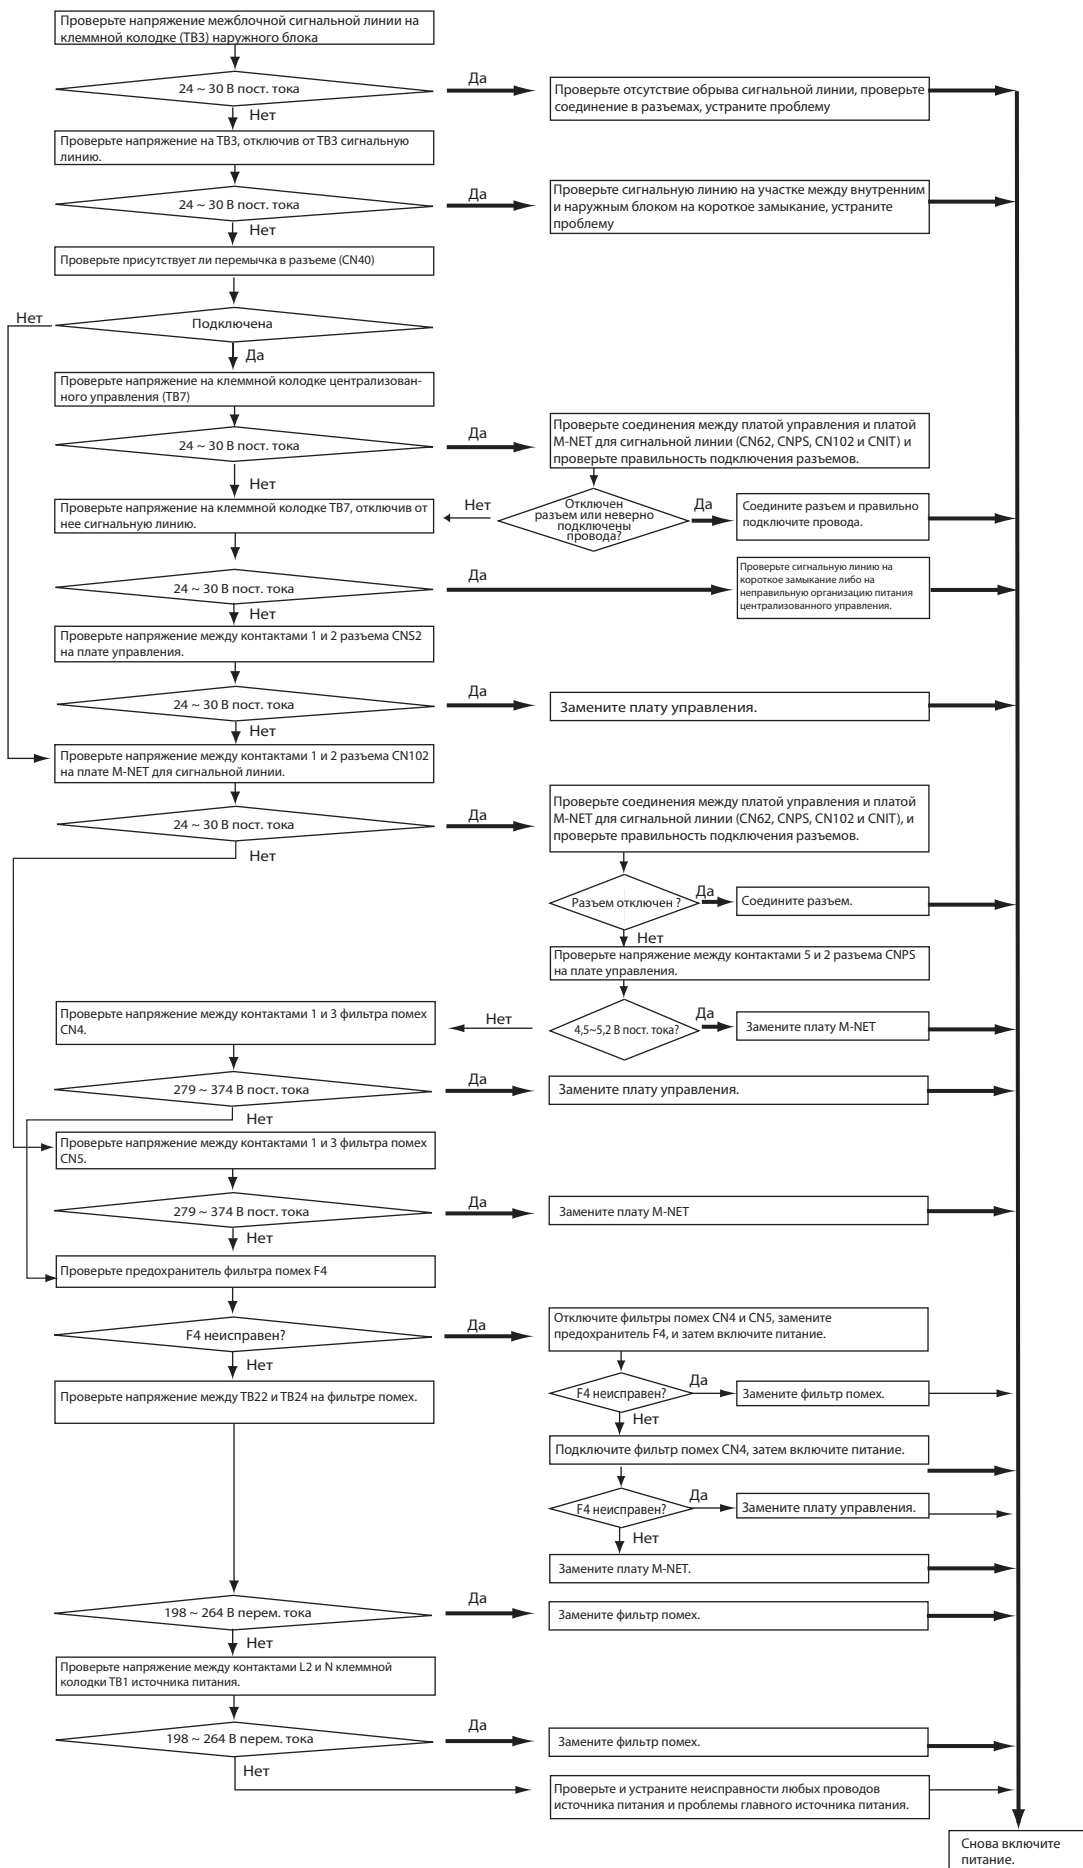 Проверьте напряжение межблочной сигнальной линии на
клеммной колодке (TB3) наружного блока
24 ~ 30 В пост. тока
Да
Проверьте отсутствие обрыва сигнальной линии, проверьте
соединение в разъемах, устраните проблему
Нет
Проверьте напряжение на TB3, отключив от TB3 сигнальную
линию.
24 ~ 30 В пост. тока
Да
Проверьте сигнальную линию на участке между внутренним
и наружным блоком на короткое замыкание, устраните
проблему
Нет
Проверьте присутствует ли перемычка в разъеме (CN40)
Нет
Подключена
Да
Проверьте напряжение на клеммной колодке централизован-
ного управления (TB7)
24 ~ 30 В пост. тока
Да
Проверьте соединения между платой управления и платой
M-NET для сигнальной линии (CN62, CNPS, CN102 и CNIT) и
проверьте правильность подключения разъемов.
Нет
Проверьте напряжение на клеммной колодке TB7, отключив от
нее сигнальную линию.
Нет
Отключен
разъем или неверно
подключены
провода?
Да
Соедините разъем и правильно
подключите провода.
24 ~ 30 В пост. тока
Да
Проверьте сигнальную линию на
короткое замыкание либо на
неправильную организацию питания
централизованного управления.
Нет
Проверьте напряжение между контактами 1 и 2 разъема CNS2
на плате управления.
24 ~ 30 В пост. тока
Да
Замените плату управления.
Нет
Проверьте напряжение между контактами 1 и 2 разъема CN102
на плате M-NET для сигнальной линии.
24 ~ 30 В пост. тока
Да
Проверьте соединения между платой управления и платой
M-NET для сигнальной линии (CN62, CNPS, CN102 и CNIT), и
проверьте правильность подключения разъемов.
Нет
Разъем отключен ?
Да
Соедините разъем.
Нет
Проверьте напряжение между контактами 5 и 2 разъема CNPS
на плате управления.
Проверьте напряжение между контактами 1 и 3 фильтра помех
CN4.
Нет
4,5~5,2 В пост. тока?
Да
Замените плату M-NET
279 ~ 374 В пост. тока
Да
Замените плату управления.
Нет
Проверьте напряжение между контактами 1 и 3 фильтра помех
CN5.
279 ~ 374 В пост. тока
Да
Замените плату M-NET
Нет
Проверьте предохранитель фильтра помех F4
F4 неисправен?
Да
Отключите фильтры помех CN4 и CN5, замените
предохранитель F4, и затем включите питание.
Нет
Проверьте напряжение между TB22 и TB24 на фильтре помех.
F4 неисправен?
Да
Замените фильтр помех.
Нет
Подключите фильтр помех CN4, затем включите питание.
F4 неисправен?
Да
Замените плату управления.
Нет
Замените плату M-NET.
198 ~ 264 В перем. тока
Да
Замените фильтр помех.
Нет
Проверьте напряжение между контактами L2 и N клеммной
колодки TB1 источника питания.
198 ~ 264 В перем. тока
Да
Замените фильтр помех.
Нет
Проверьте и устраните неисправности любых проводов
источника питания и проблемы главного источника питания.
Снова включите
питание.